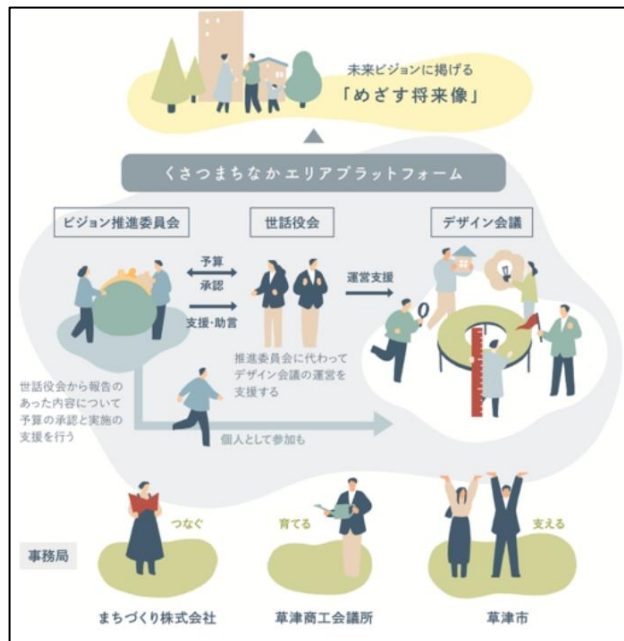 未来ビジョンに掲げる
「めざす将来像」
くさつまちなかエリアプラットフォーム
ビジョン推進委員会
世話役会
デザイン会議
予算
承認
支援・助言
運営支援
推進委員会に代わって
デザイン会議の運営を
支援する
世話役会から報告の
あった内容について
予算の承認と実施の
支援を行う
個人として参加も
事務局
つなぐ
育てる
支える
まちづくり株式会社
草津商工会議所
草津市